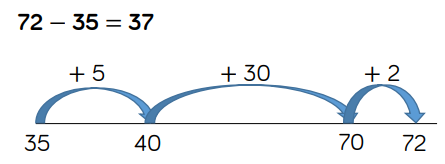 72 – 35 = 37
+ 5 + 30 + 2
35 40 70 72